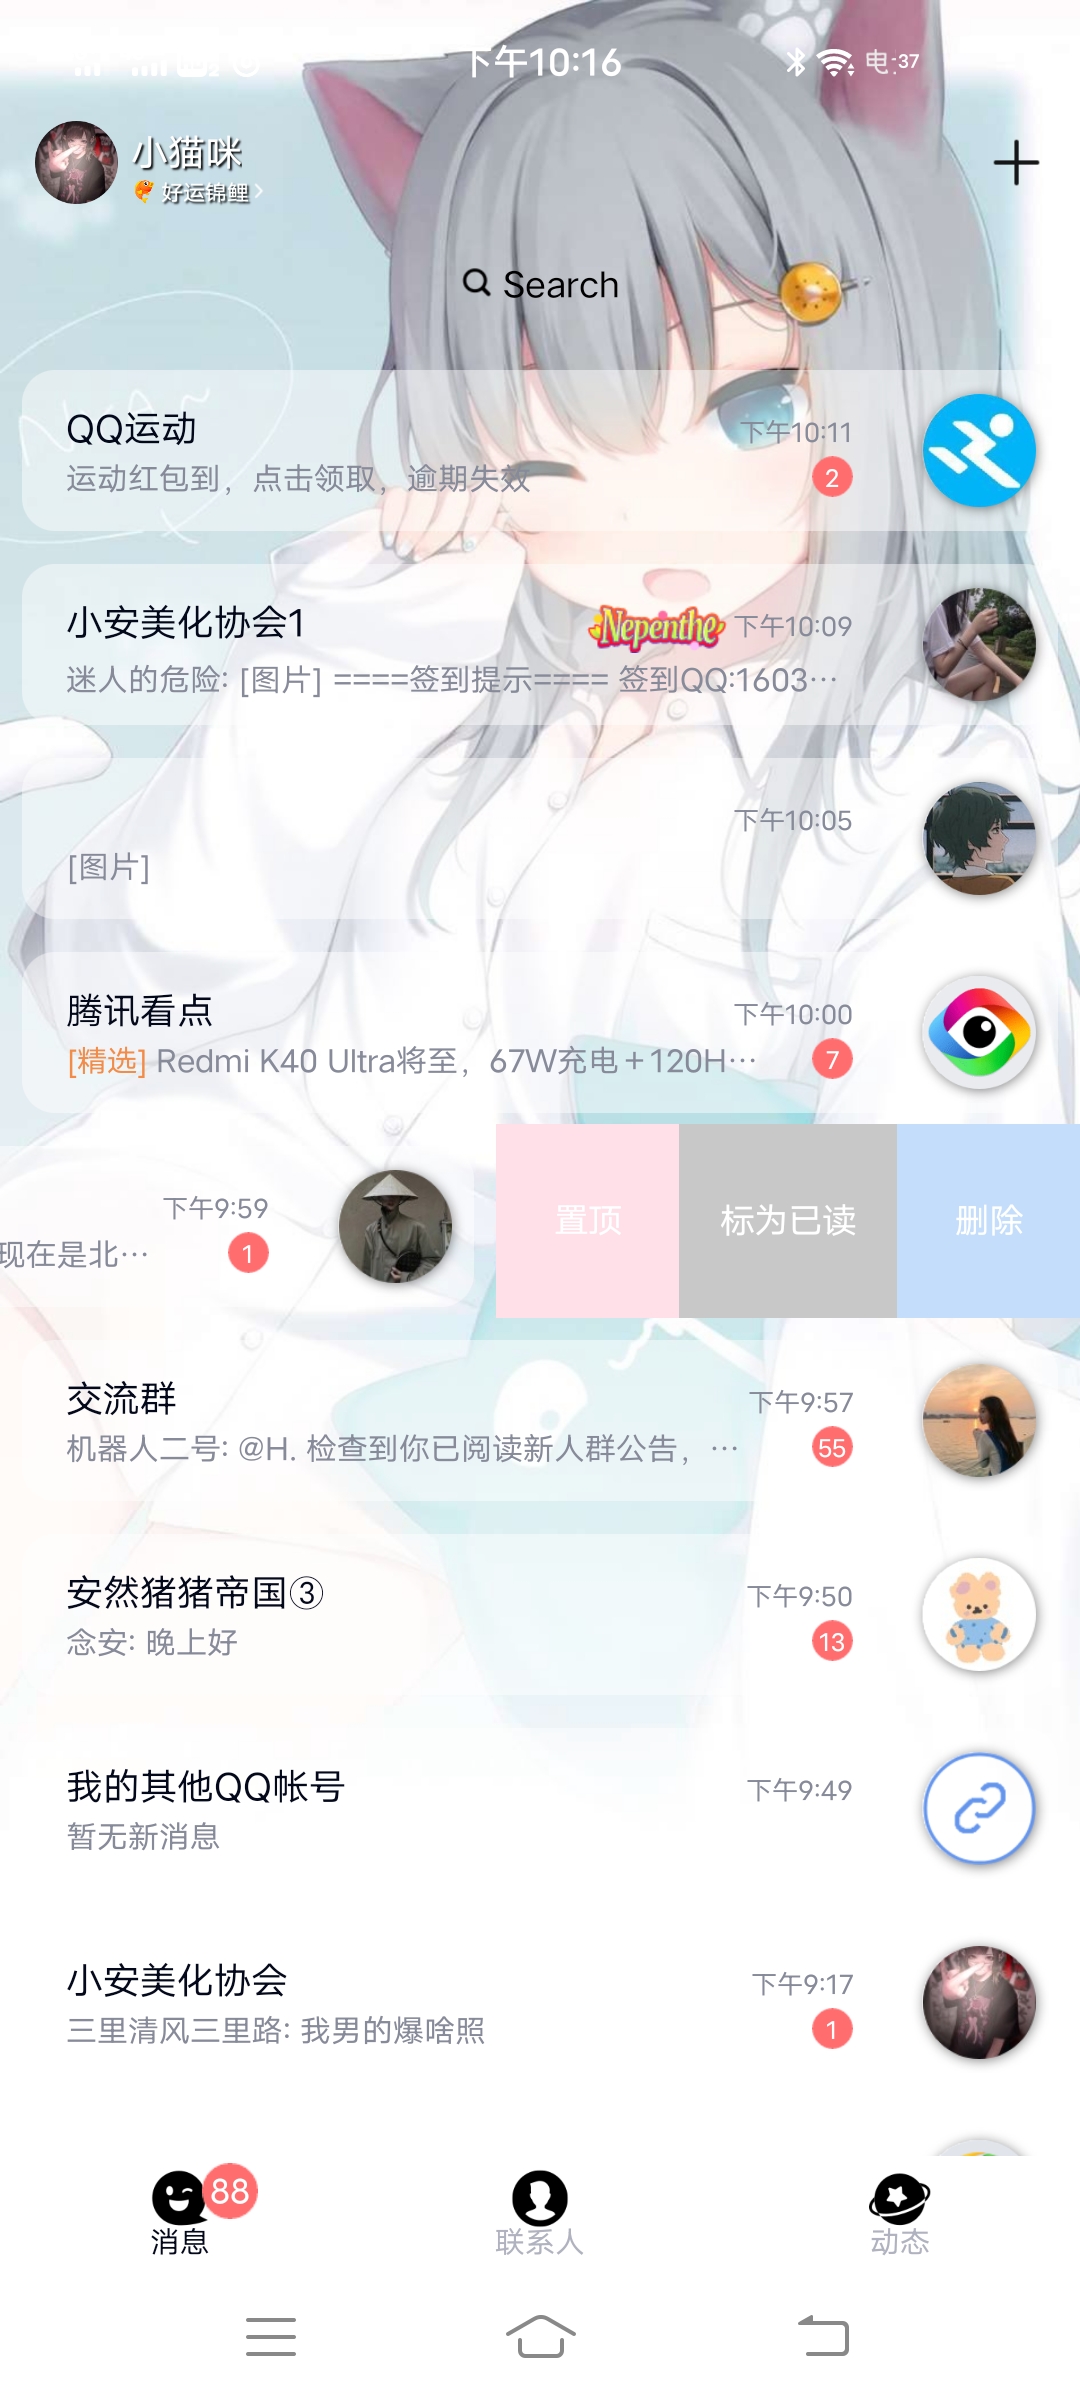 下午10:16
电:37
小猫咪
好运锦鲤
Search
QQ运动
下午10:11
运动红包到，点击领取，逾期失效
2
小安美化协会1
Nepenthe
下午10:09
迷人的危险: [图片] ====签到提示==== 签到QQ:1603…
下午10:05
[图片]
腾讯看点
下午10:00
[精选] Redmi K40 Ultra将至，67W充电＋120H…
7
下午9:59
现在是北…
1
置顶
标为已读
删除
交流群
下午9:57
机器人二号: @H. 检查到你已阅读新人群公告，…
55
安然猪猪帝国③
下午9:50
念安: 晚上好
13
我的其他QQ帐号
下午9:49
暂无新消息
小安美化协会
下午9:17
三里清风三里路: 我男的爆啥照
1
88
消息
联系人
动态